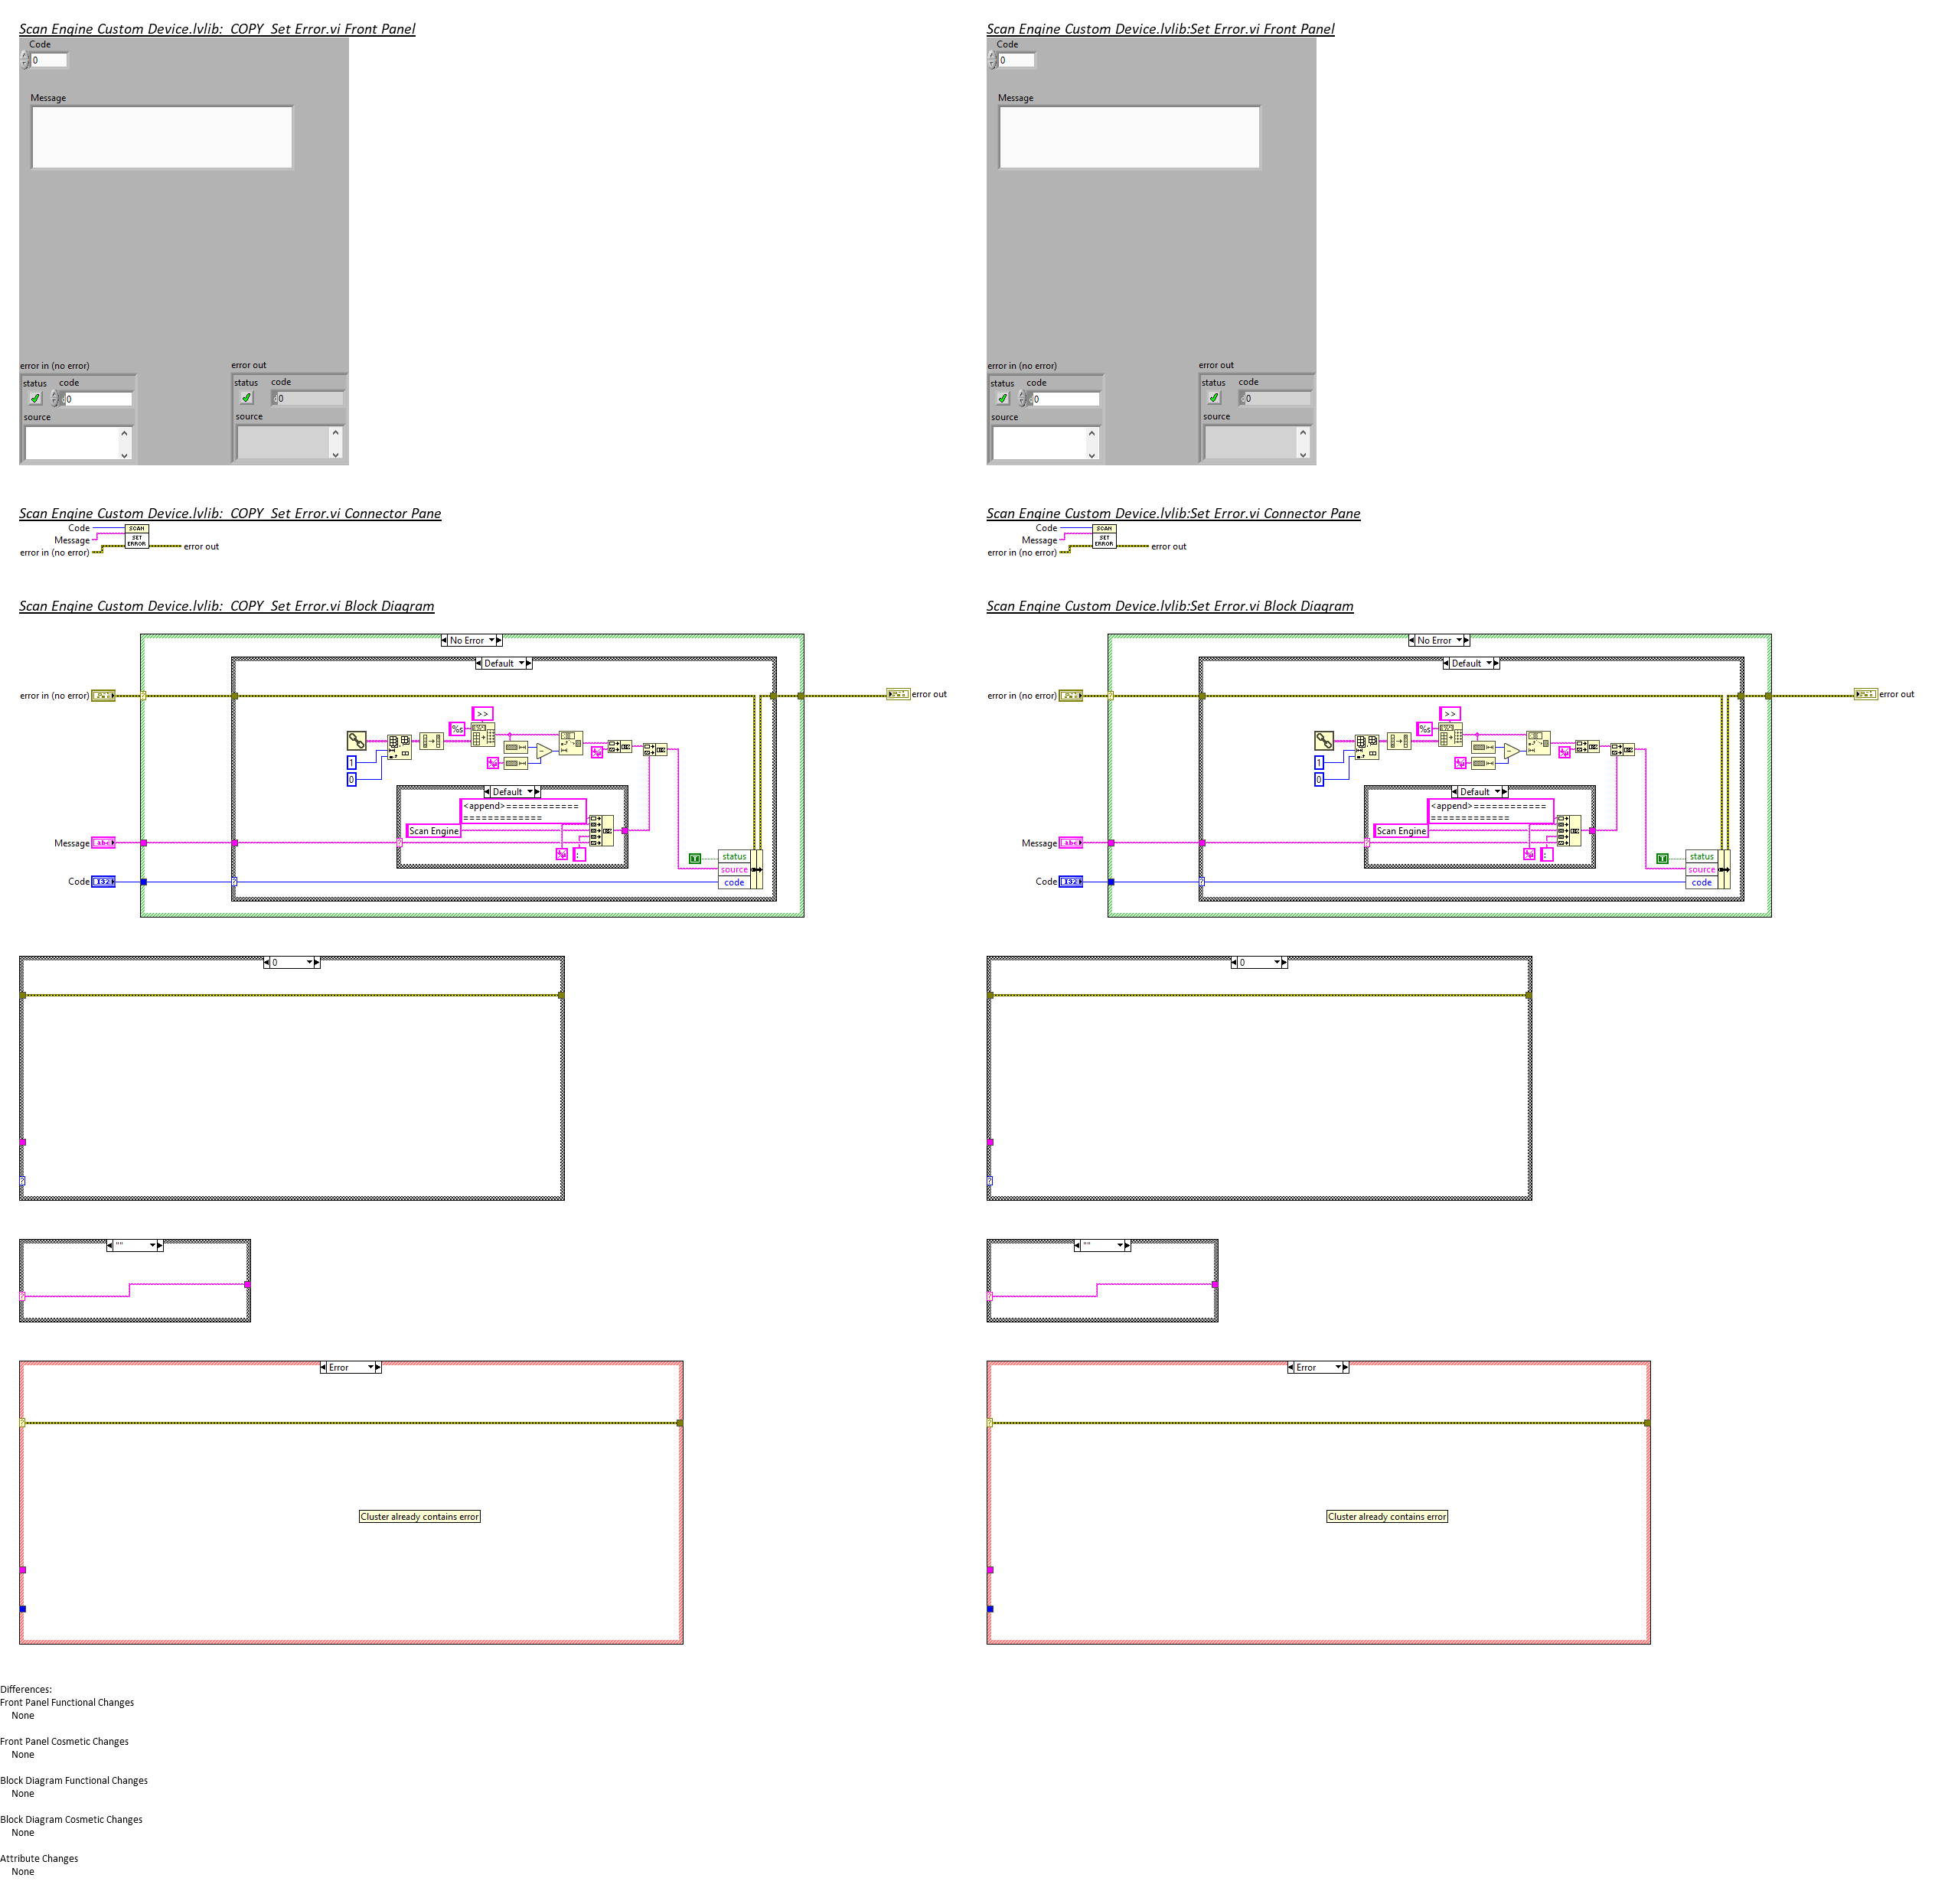 Scan Engine Custom Device.lvlib:_COPY_Set Error.vi Front Panel
Code
0
Message
error in (no error)
status code
0
source
error out
status code
0
source
Scan Engine Custom Device.lvlib:_COPY_Set Error.vi Connector Pane
Code
Message
error in (no error)
SCAN
SET
ERROR
error out
Scan Engine Custom Device.lvlib:_COPY_Set Error.vi Block Diagram
No Error
Default
error in (no error)
error out
>>
%s
1
0
Default
<append>============
=============
Scan Engine
:
Message
abc
T
status
source
code
Code
I32
0
""
Error
Cluster already contains error
Scan Engine Custom Device.lvlib:Set Error.vi Front Panel
Code
0
Message
error in (no error)
status code
0
source
error out
status code
0
source
Scan Engine Custom Device.lvlib:Set Error.vi Connector Pane
Code
Message
error in (no error)
SCAN
SET
ERROR
error out
Scan Engine Custom Device.lvlib:Set Error.vi Block Diagram
No Error
Default
error in (no error)
error out
>>
%s
1
0
Default
<append>============
=============
Scan Engine
:
Message
abc
T
status
source
code
Code
I32
0
""
Error
Cluster already contains error
Differences:
Front Panel Functional Changes
None
Front Panel Cosmetic Changes
None
Block Diagram Functional Changes
None
Block Diagram Cosmetic Changes
None
Attribute Changes
None